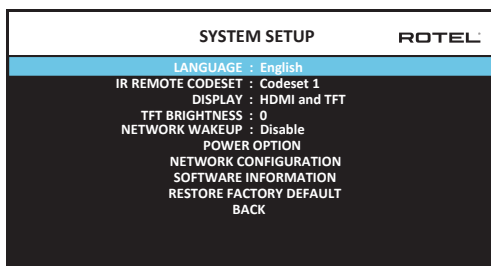 SYSTEM SETUP
ROTEL
LANGUAGE : English
IR REMOTE CODESET : Codeset 1
DISPLAY : HDMI and TFT
TFT BRIGHTNESS : 0
NETWORK WAKEUP : Disable
POWER OPTION
NETWORK CONFIGURATION
SOFTWARE INFORMATION
RESTORE FACTORY DEFAULT
BACK